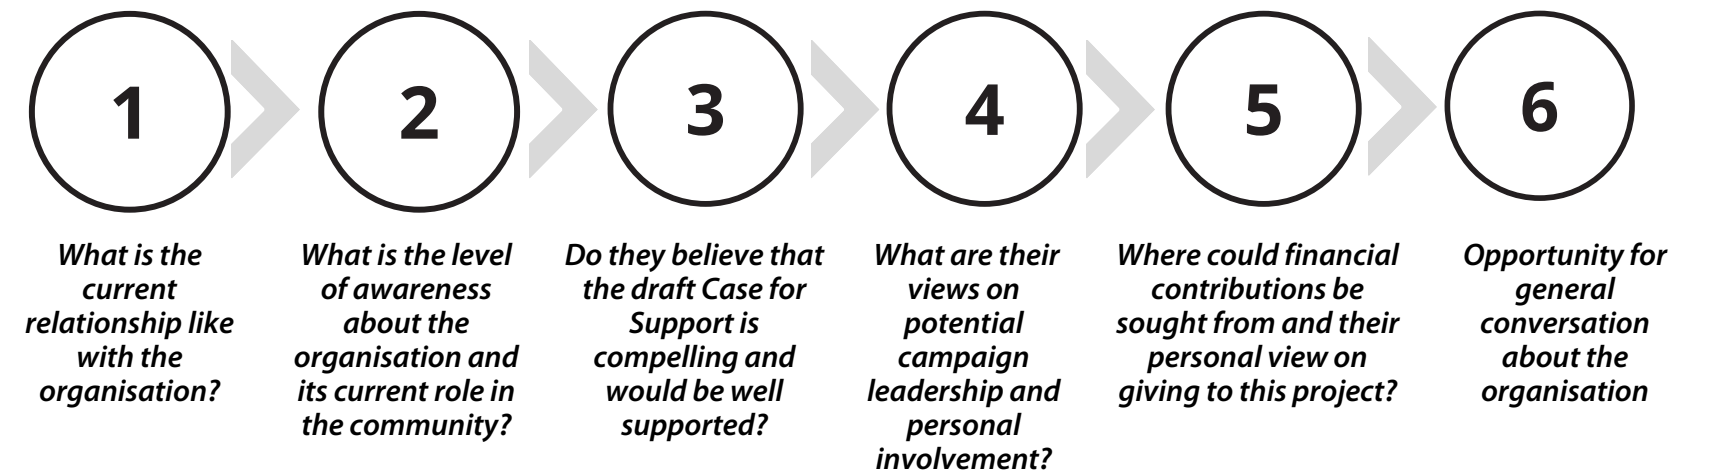 1
2
3
4
5
6
What is the
current
relationship like
with the
organisation?
What is the level
of awareness
about the
organisation and
its current role in
the community?
Do they believe that
the draft Case for
Support is
compelling and
would be well
supported?
What are their
views on
potential
campaign
leadership and
personal
involvement?
Where could financial
contributions be
sought from and their
personal view on
giving to this project?
Opportunity for
general
conversation
about the
organisation